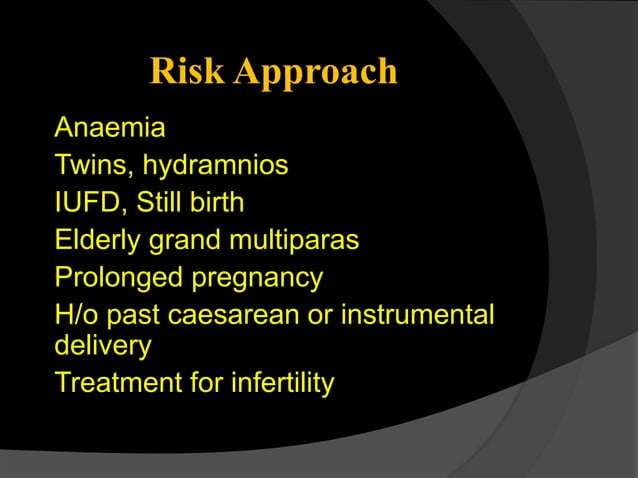 Risk Approach
Anaemia
Twins, hydramnios
IUFD, Still birth
Elderly grand multiparas
Prolonged pregnancy
H/o past caesarean or instrumental
delivery
Treatment for infertility